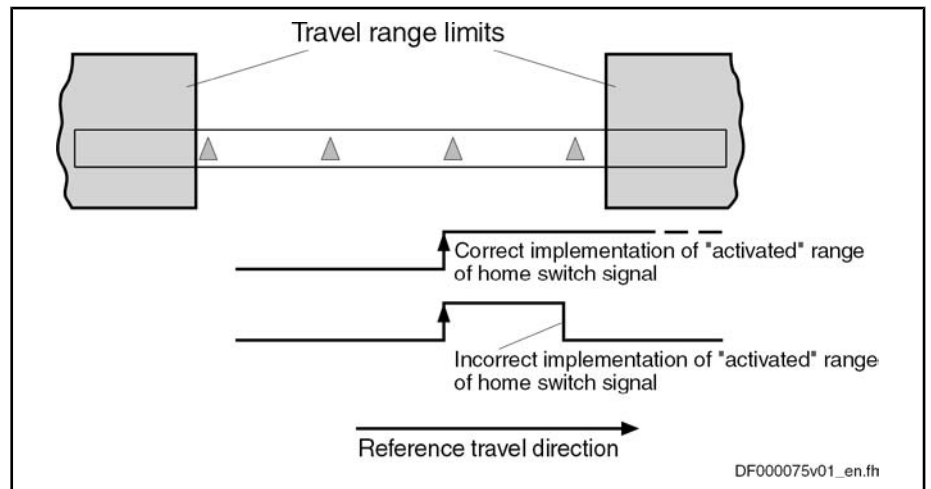 Travel range limits
Correct implementation of "activated" range
of home switch signal
Incorrect implementation of "activated" range
of home switch signal
Reference travel direction
DF000075v01_en.fh